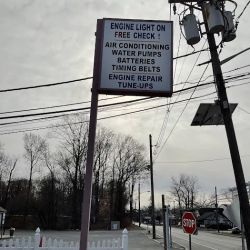 ENGINE LIGHT ON
FREE CHECK !
AIR CONDITIONING
WATER PUMPS
BATTERIES
TIMING BELTS
ENGINE REPAIR
TUNE-UPS
STOP